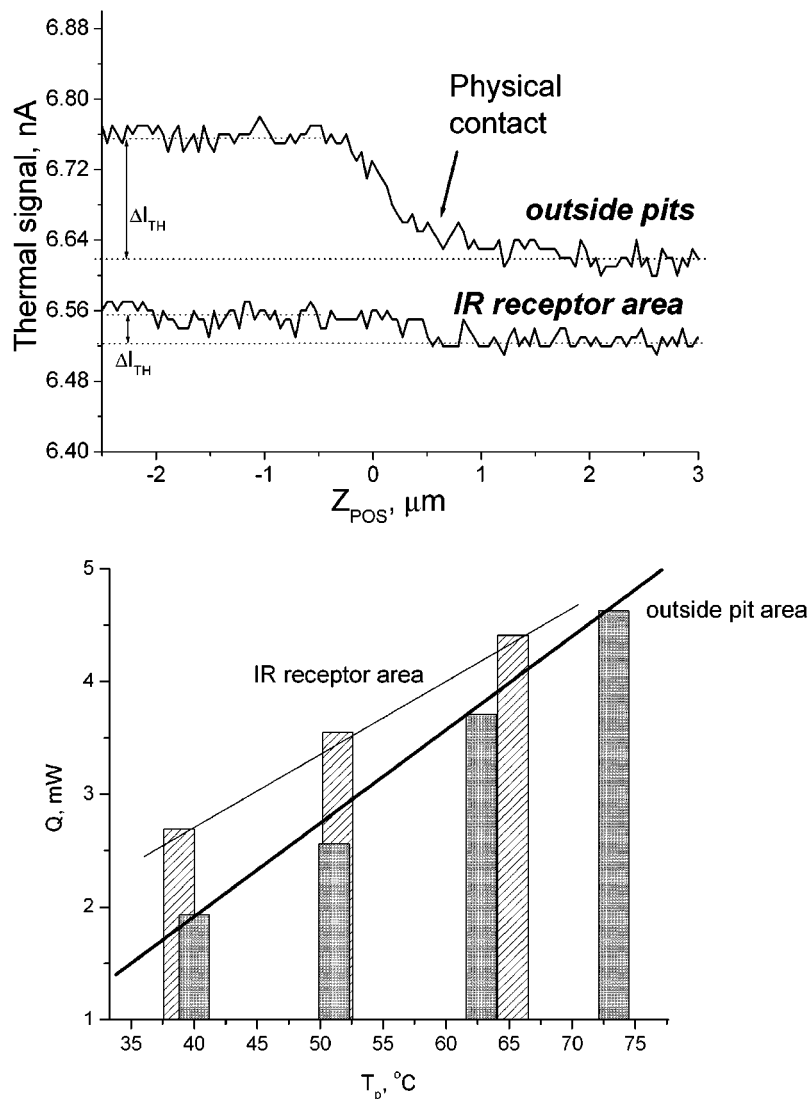 6.88
6.80
6.72
6.64
6.56
6.48
6.40
Thermal signal, nA
Physical
contact
outside pits
ΔI_TH
IR receptor area
ΔI_TH
-2 -1 0 1 2 3
Z_POS, μm
5
4
3
2
1
Q, mW
outside pit area
IR receptor area
35 40 45 50 55 60 65 70 75
T_p, °C